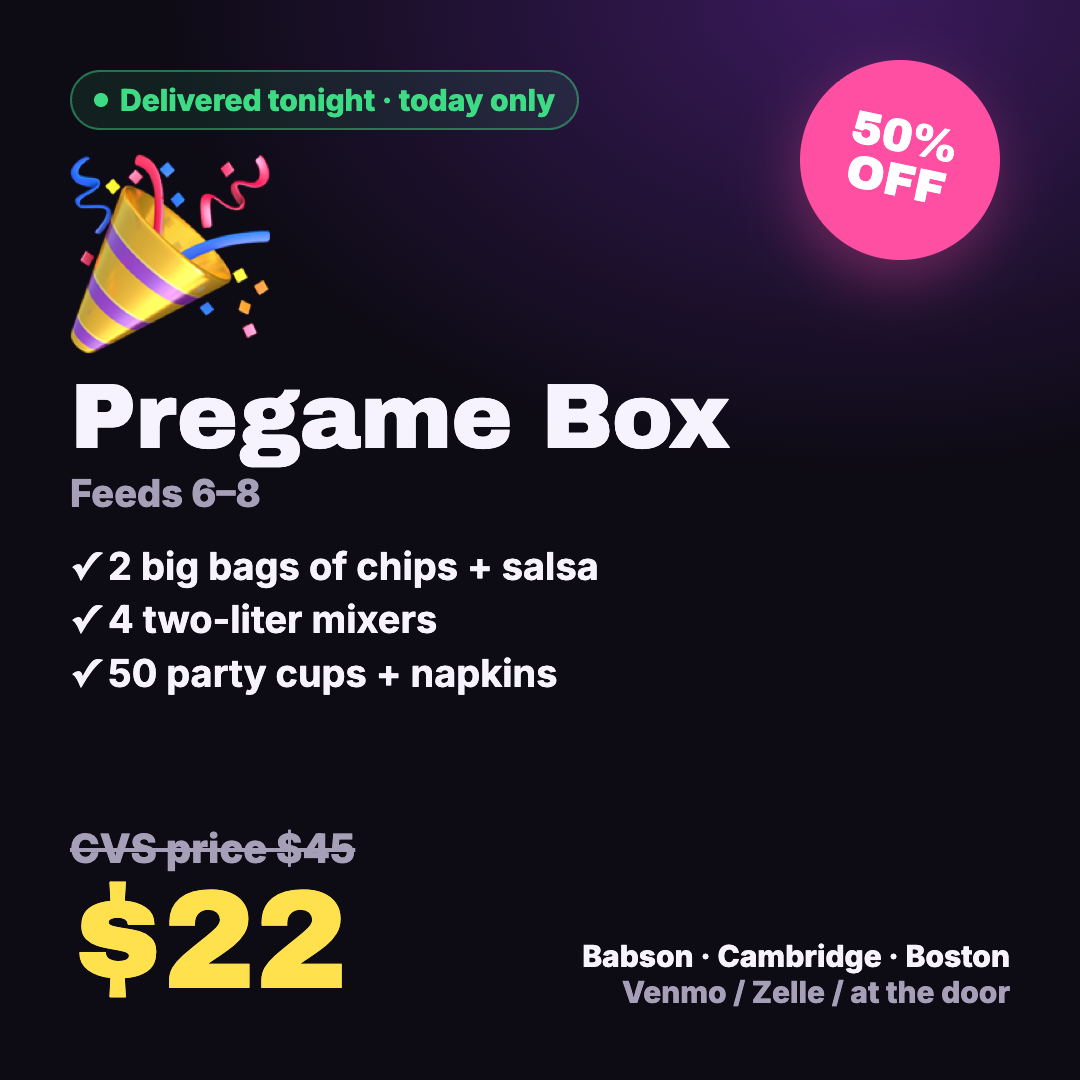 Delivered tonight · today only
50%
OFF
Pregame Box
Feeds 6–8
✓ 2 big bags of chips + salsa
✓ 4 two-liter mixers
✓ 50 party cups + napkins
CVS price $45
$22
Babson · Cambridge · Boston
Venmo / Zelle / at the door